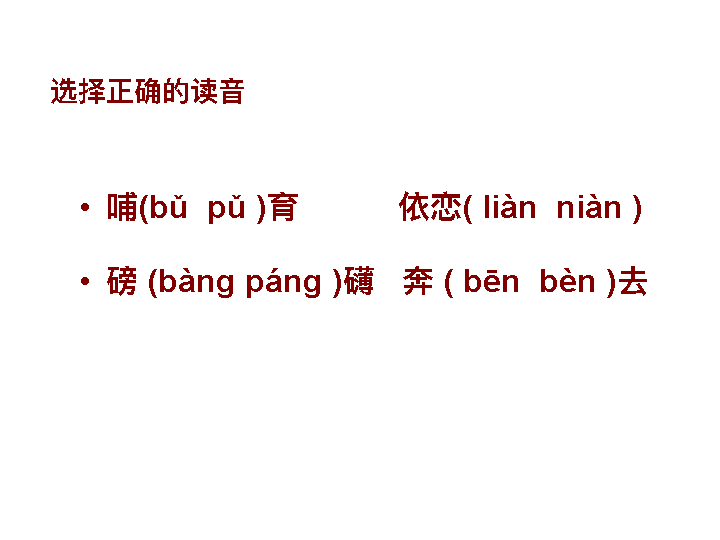 选择正确的读音
• 哺(bǔ pǔ )育 依恋( liàn niàn )
• 磅 (bàng páng )礴 奔 ( bēn bèn )去